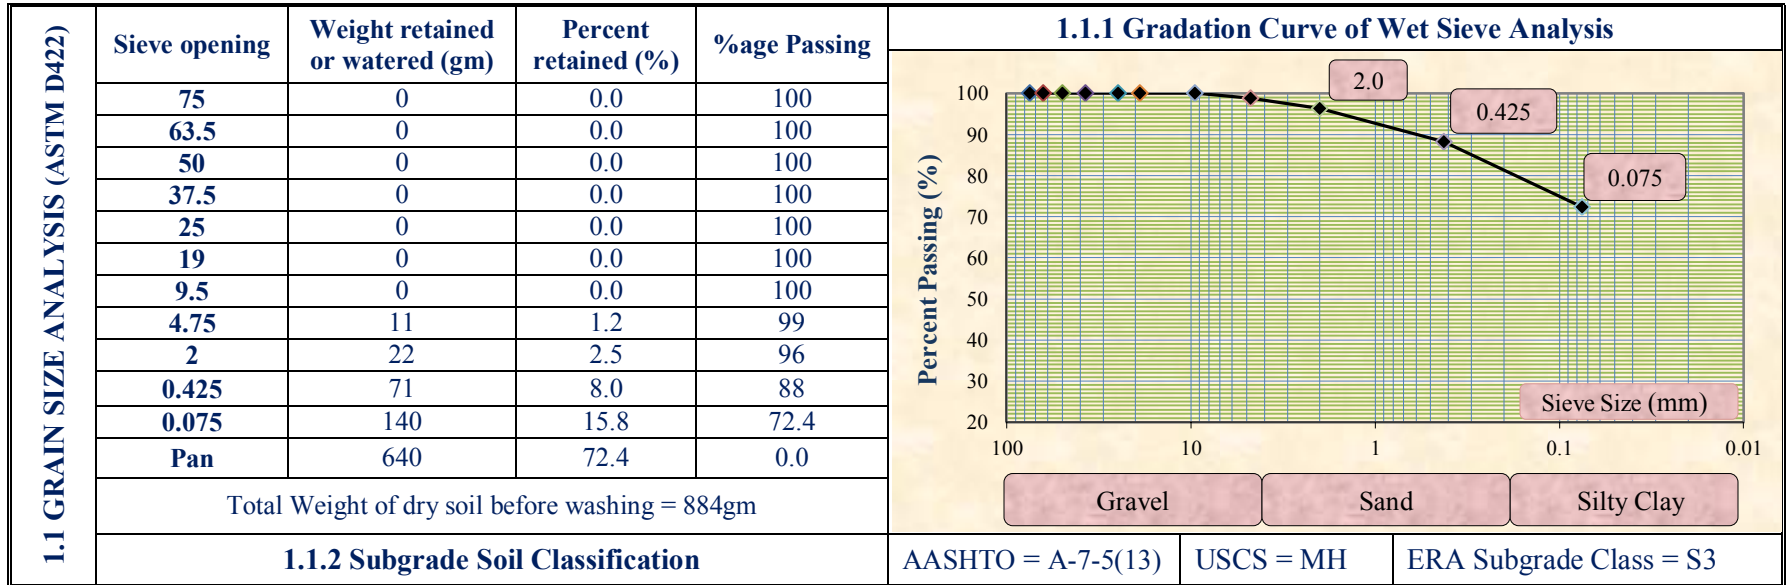 1.1 GRAIN SIZE ANALYSIS (ASTM D422)
Sieve opening Weight retained or watered (gm) Percent retained (%) %age Passing
75 0 0.0 100
63.5 0 0.0 100
50 0 0.0 100
37.5 0 0.0 100
25 0 0.0 100
19 0 0.0 100
9.5 0 0.0 100
4.75 11 1.2 99
2 22 2.5 96
0.425 71 8.0 88
0.075 140 15.8 72.4
Pan 640 72.4 0.0
Total Weight of dry soil before washing = 884gm
1.1.1 Gradation Curve of Wet Sieve Analysis
Percent Passing (%)
100
90
80
70
60
50
40
30
20
2.0
0.425
0.075
Sieve Size (mm)
100 10 1 0.1 0.01
Gravel Sand Silty Clay
1.1.2 Subgrade Soil Classification AASHTO = A-7-5(13) USCS = MH ERA Subgrade Class = S3